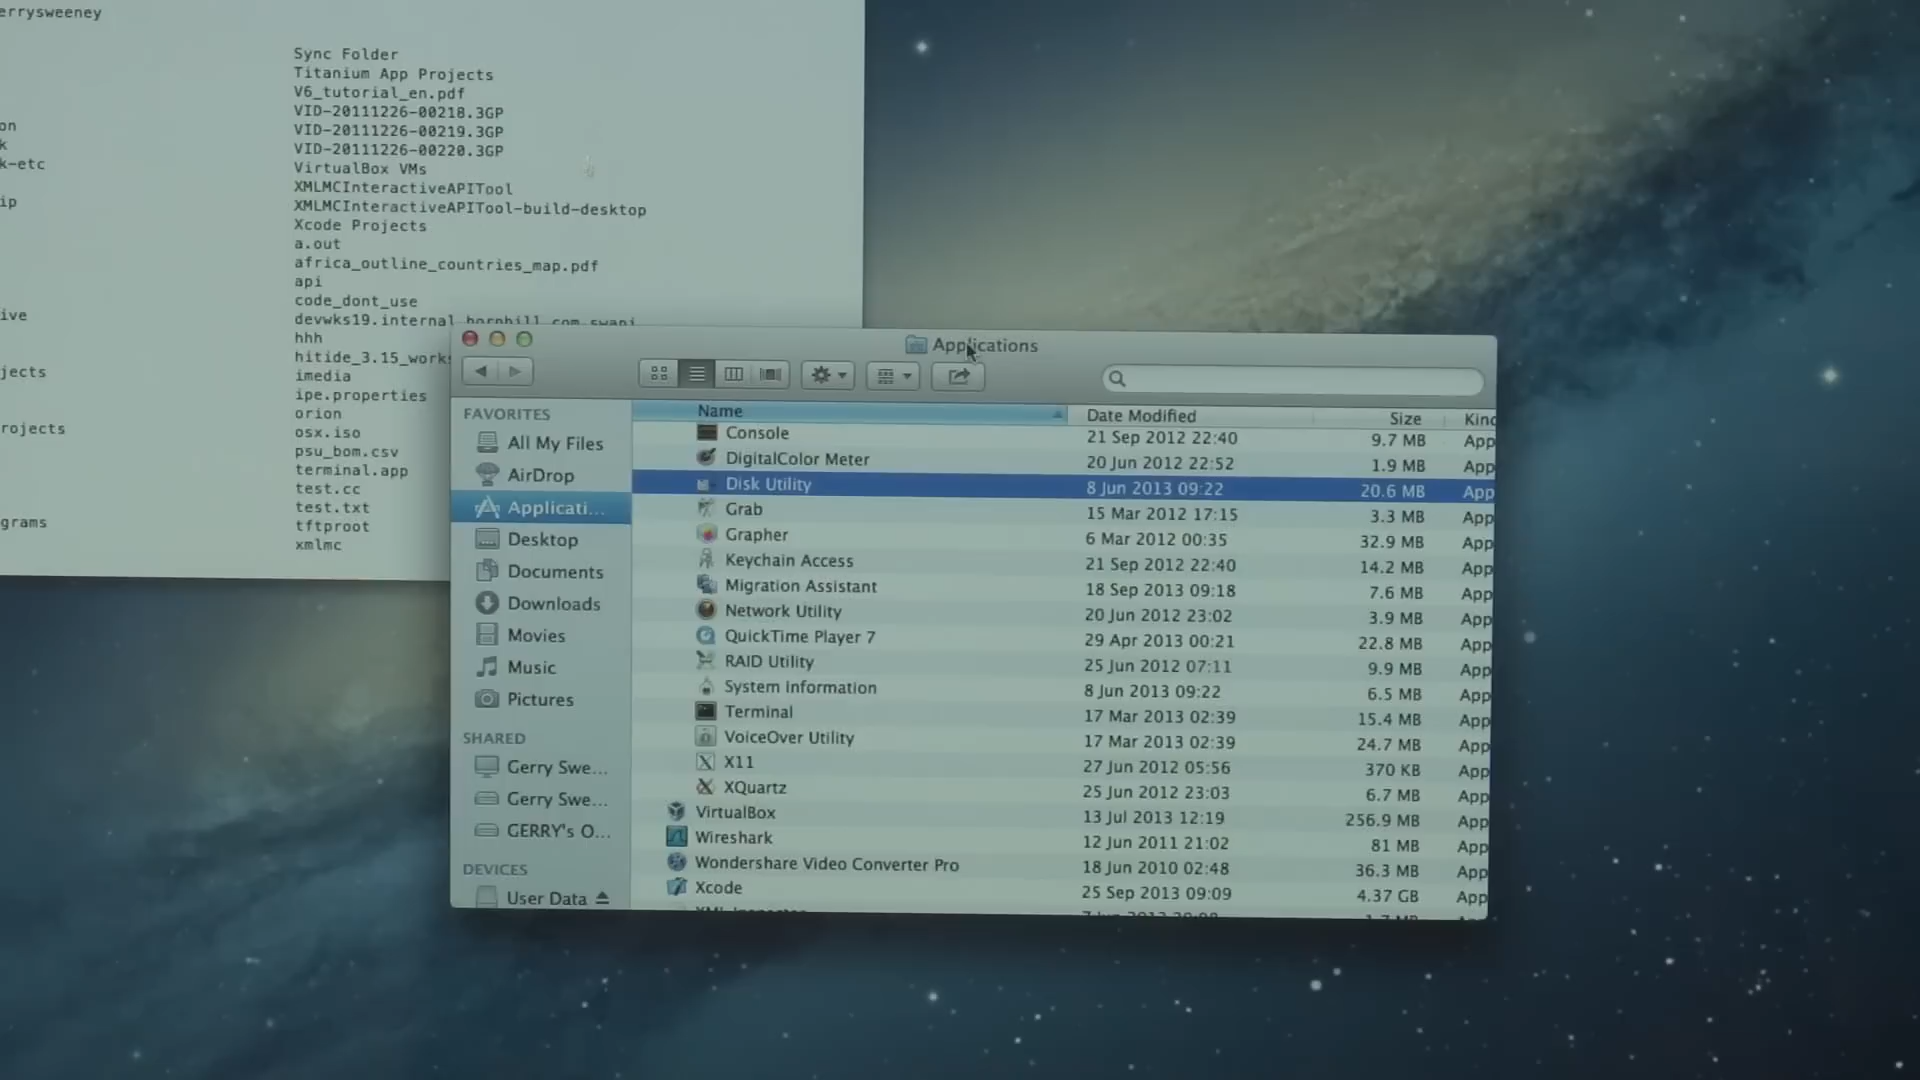 errysweeney
Sync Folder
Titanium App Projects
V6_tutorial_en.pdf
VID-20111226-00218.3GP
on VID-20111226-00219.3GP
k VID-20111226-00220.3GP
k-etc VirtualBox VMs
XMLMCInteractiveAPITool
ip XMLMCInteractiveAPITool-build-desktop
Xcode Projects
a.out
africa_outline_countries_map.pdf
api
code_dont_use
ive devwks19.internal.hornbill.com.swapi
hhh
hitide_3.15_works
jects imedia
ipe.properties
orion
rojects osx.iso
psu_bom.csv
terminal.app
test.cc
test.txt
grams tftproot
xmlmc
Applications
FAVORITES
All My Files
AirDrop
Applicati...
Desktop
Documents
Downloads
Movies
Music
Pictures
SHARED
Gerry Swe...
Gerry Swe...
GERRY's O...
DEVICES
User Data
Name Date Modified Size Kind
Console 21 Sep 2012 22:40 9.7 MB App
DigitalColor Meter 20 Jun 2012 22:52 1.9 MB App
Disk Utility 8 Jun 2013 09:22 20.6 MB App
Grab 15 Mar 2012 17:15 3.3 MB App
Grapher 6 Mar 2012 00:35 32.9 MB App
Keychain Access 21 Sep 2012 22:40 14.2 MB App
Migration Assistant 18 Sep 2013 09:18 7.6 MB App
Network Utility 20 Jun 2012 23:02 3.9 MB App
QuickTime Player 7 29 Apr 2013 00:21 22.8 MB App
RAID Utility 25 Jun 2012 07:11 9.9 MB App
System Information 8 Jun 2013 09:22 6.5 MB App
Terminal 17 Mar 2013 02:39 15.4 MB App
VoiceOver Utility 17 Mar 2013 02:39 24.7 MB App
X11 27 Jun 2012 05:56 370 KB App
XQuartz 25 Jun 2012 23:03 6.7 MB App
VirtualBox 13 Jul 2013 12:19 256.9 MB App
Wireshark 12 Jun 2011 21:02 81 MB App
Wondershare Video Converter Pro 18 Jun 2010 02:48 36.3 MB App
Xcode 25 Sep 2013 09:09 4.37 GB App